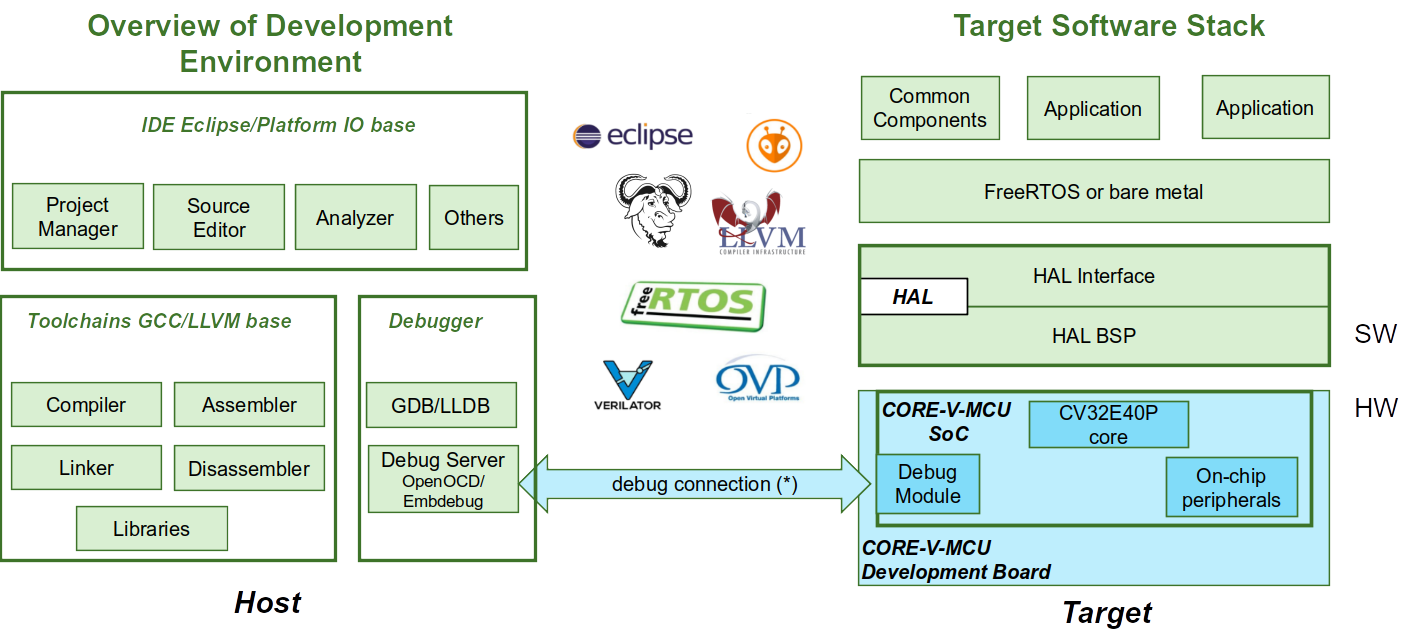 Overview of Development
Environment
IDE Eclipse/Platform IO base
Project
Manager
Source
Editor
Analyzer
Others
Toolchains GCC/LLVM base
Compiler
Assembler
Linker
Disassembler
Libraries
Debugger
GDB/LLDB
Debug Server
OpenOCD/
Embdebug
Host
eclipse
LLVM
COMPILER INFRASTRUCTURE
free RTOS
VERILATOR
OVP
Open Virtual Platforms
debug connection (*)
Target Software Stack
Common
Components
Application
Application
FreeRTOS or bare metal
HAL Interface
HAL
HAL BSP
SW
HW
CORE-V-MCU
SoC
CV32E40P
core
Debug
Module
On-chip
peripherals
CORE-V-MCU
Development Board
Target